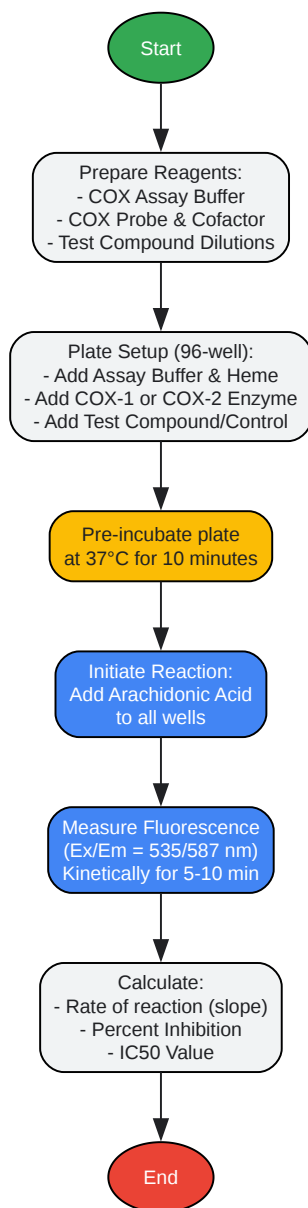 Start
Prepare Reagents:
- COX Assay Buffer
- COX Probe & Cofactor
- Test Compound Dilutions
Plate Setup (96-well):
- Add Assay Buffer & Heme
- Add COX-1 or COX-2 Enzyme
- Add Test Compound/Control
Pre-incubate plate
at 37°C for 10 minutes
Initiate Reaction:
Add Arachidonic Acid
to all wells
Measure Fluorescence
(Ex/Em = 535/587 nm)
Kinetically for 5-10 min
Calculate:
- Rate of reaction (slope)
- Percent Inhibition
- IC50 Value
End